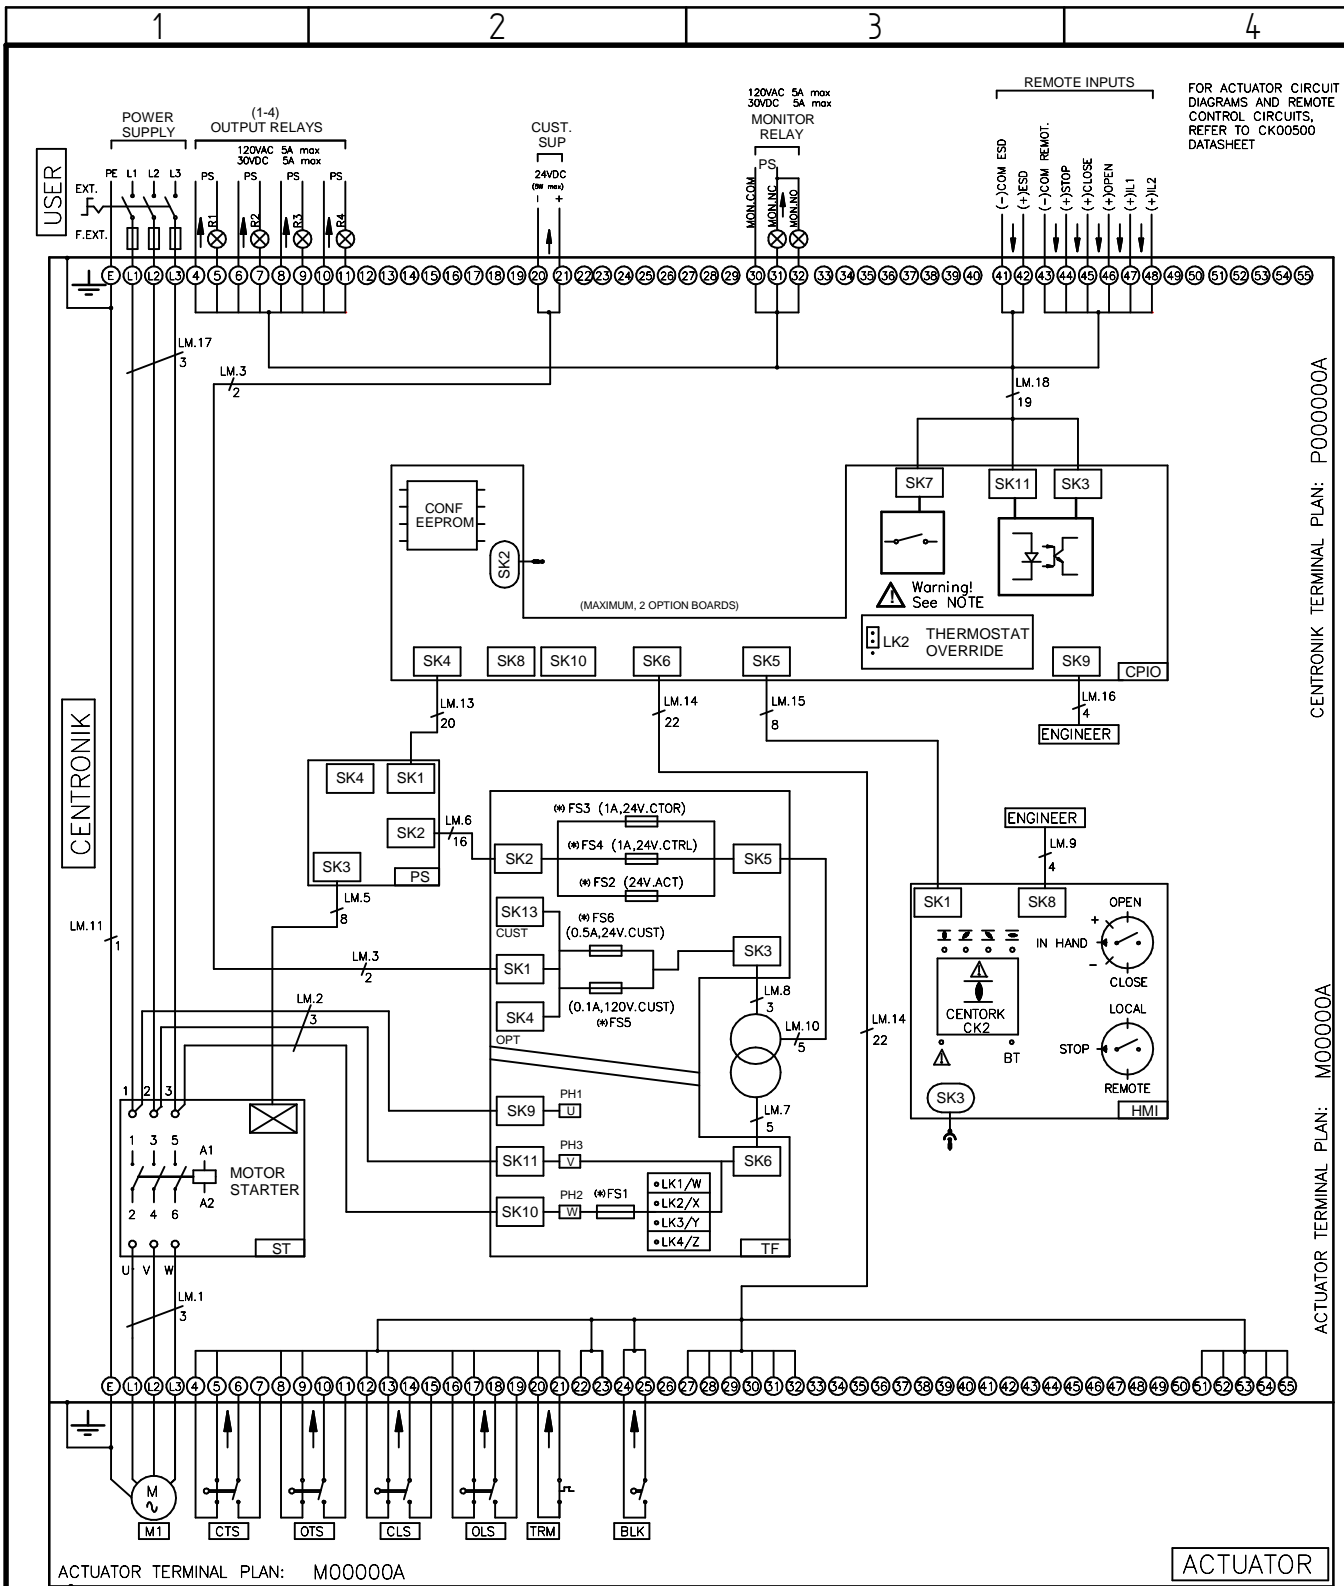 1 2 3 4
FOR ACTUATOR CIRCUIT
DIAGRAMS AND REMOTE
CONTROL CIRCUITS,
REFER TO CK00500
DATASHEET
USER
POWER
SUPPLY
(1-4)
OUTPUT RELAYS
120VAC 5A max
30VDC 5A max
CUST.
SUP
24VDC
(5W max)
- +
120VAC 5A max
30VDC 5A max
MONITOR
RELAY
PS
REMOTE INPUTS
PE L1 L2 L3 PS PS PS PS
EXT.
F.EXT.
R1 R2 R3 R4
MON.COM
MON.NC
MON.NO
(-)COM ESD
(+)ESD
(-)COM REMOT.
(+)STOP
(+)CLOSE
(+)OPEN
(+)IL1
(+)IL2
E L1 L2 L3 4 5 6 7 8 9 10 11 12 13 14 15 16 17 18 19 20 21 22 23 24 25 26 27 28 29 30 31 32 33 34 35 36 37 38 39 40 41 42 43 44 45 46 47 48 49 50 51 52 53 54 55
LM.17
3
LM.3
2
LM.18
19
CENTRONIK TERMINAL PLAN: P00000A
CONF
EEPROM
SK2
SK7 SK11 SK3
Warning!
See NOTE
(MAXIMUM, 2 OPTION BOARDS)
LK2
THERMOSTAT
OVERRIDE
SK4 SK8 SK10 SK6 SK5 SK9
CPIO
LM.13
20
LM.14
22
LM.15
8
LM.16
4
ENGINEER
CENTRONIK
SK4 SK1
SK2
SK3
PS
LM.6
16
LM.5
8
(*)FS3 (1A,24V.CTOR)
(*)FS4 (1A,24V.CTRL)
(*)FS2 (24V.ACT)
SK2 SK5
SK13
CUST
(*)FS6
(0.5A,24V.CUST)
SK1 SK3
SK4
OPT
(0.1A,120V.CUST)
(*)FS5
LM.11
1
LM.3
2
LM.2
3
LM.8
3
LM.10
5
LM.7
5
LM.14
22
ENGINEER
LM.9
4
SK1 SK8
OPEN
+
IN HAND
-
CLOSE
CENTORK
CK2
BT
LOCAL
STOP
REMOTE
SK3
HMI
ACTUATOR TERMINAL PLAN: M00000A
1 2 3
1 3 5
A1
A2
2 4 6
MOTOR
STARTER
ST
U V W
SK9 PH1
U
SK11 PH3
V
SK10 PH2
W
(*)FS1
LK1/W
LK2/X
LK3/Y
LK4/Z
SK6
TF
LM.1
3
E L1 L2 L3 4 5 6 7 8 9 10 11 12 13 14 15 16 17 18 19 20 21 22 23 24 25 26 27 28 29 30 31 32 33 34 35 36 37 38 39 40 41 42 43 44 45 46 47 48 49 50 51 52 53 54 55
M
M1 CTS OTS CLS OLS TRM BLK
ACTUATOR TERMINAL PLAN: M00000A
ACTUATOR